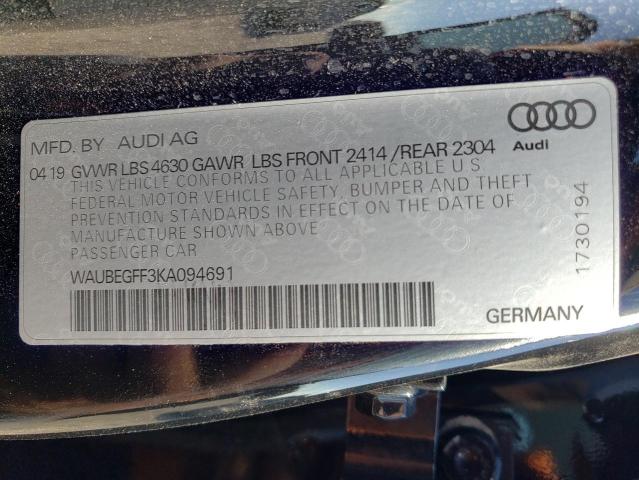 MFD. BY AUDI AG
04 19 GVWR LBS 4630 GAWR LBS FRONT 2414 /REAR 2304
Audi
THIS VEHICLE CONFORMS TO ALL APPLICABLE U S
FEDERAL MOTOR VEHICLE SAFETY, BUMPER AND THEFT
PREVENTION STANDARDS IN EFFECT ON THE DATE OF
MANUFACTURE SHOWN ABOVE
PASSENGER CAR
WAUBEGFF3KA094691
1730194
GERMANY